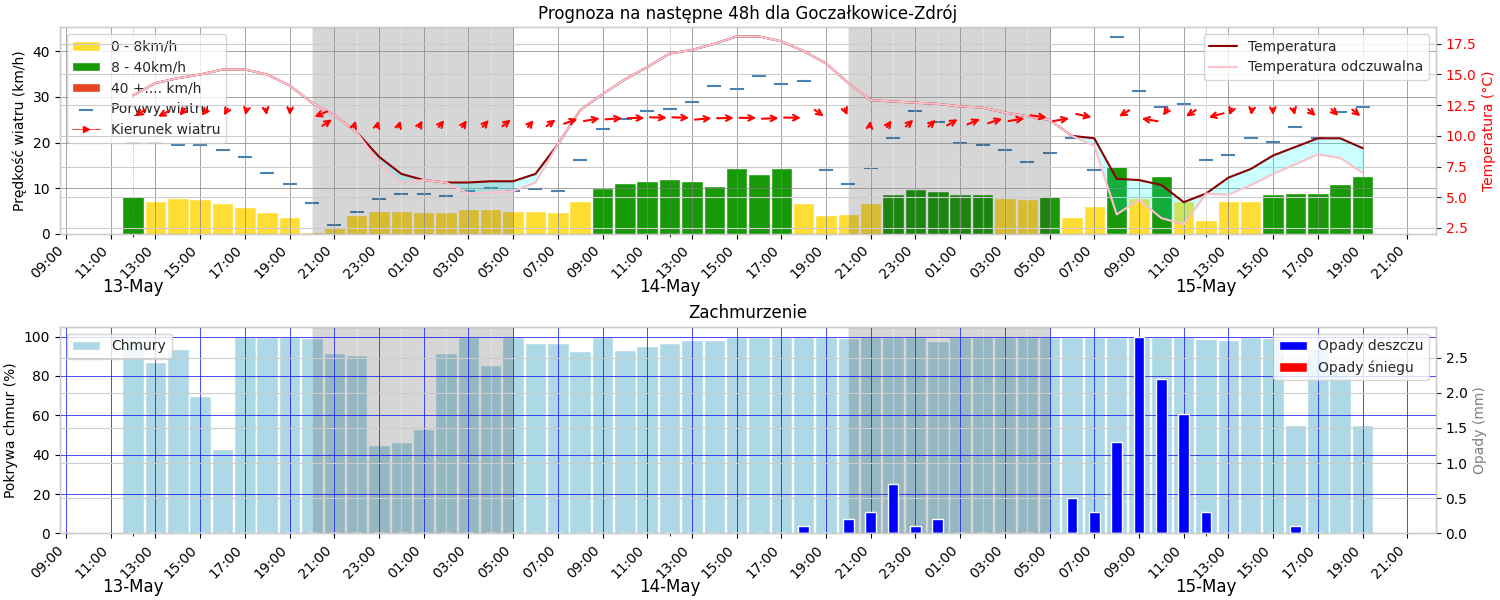 Prognoza na następne 48h dla Goczałkowice-Zdrój
0 - 8km/h
8 - 40km/h
40 +.... km/h
Porywy wiatru
Kierunek wiatru
Temperatura
Temperatura odczuwalna
Prędkość wiatru (km/h)
40
30
20
10
0
17.5
15.0
12.5
10.0
7.5
5.0
2.5
Temperatura (°C)
09:00 11:00 13:00 15:00 17:00 19:00 21:00 23:00 01:00 03:00 05:00 07:00 09:00 11:00 13:00 15:00 17:00 19:00 21:00 23:00 01:00 03:00 05:00 07:00 09:00 11:00 13:00 15:00 17:00 19:00 21:00
13-May 14-May 15-May
Zachmurzenie
Chmury
Opady deszczu
Opady śniegu
Pokrywa chmur (%)
100
80
60
40
20
0
2.5
2.0
1.5
1.0
0.5
0.0
Opady (mm)
09:00 11:00 13:00 15:00 17:00 19:00 21:00 23:00 01:00 03:00 05:00 07:00 09:00 11:00 13:00 15:00 17:00 19:00 21:00 23:00 01:00 03:00 05:00 07:00 09:00 11:00 13:00 15:00 17:00 19:00 21:00
13-May 14-May 15-May